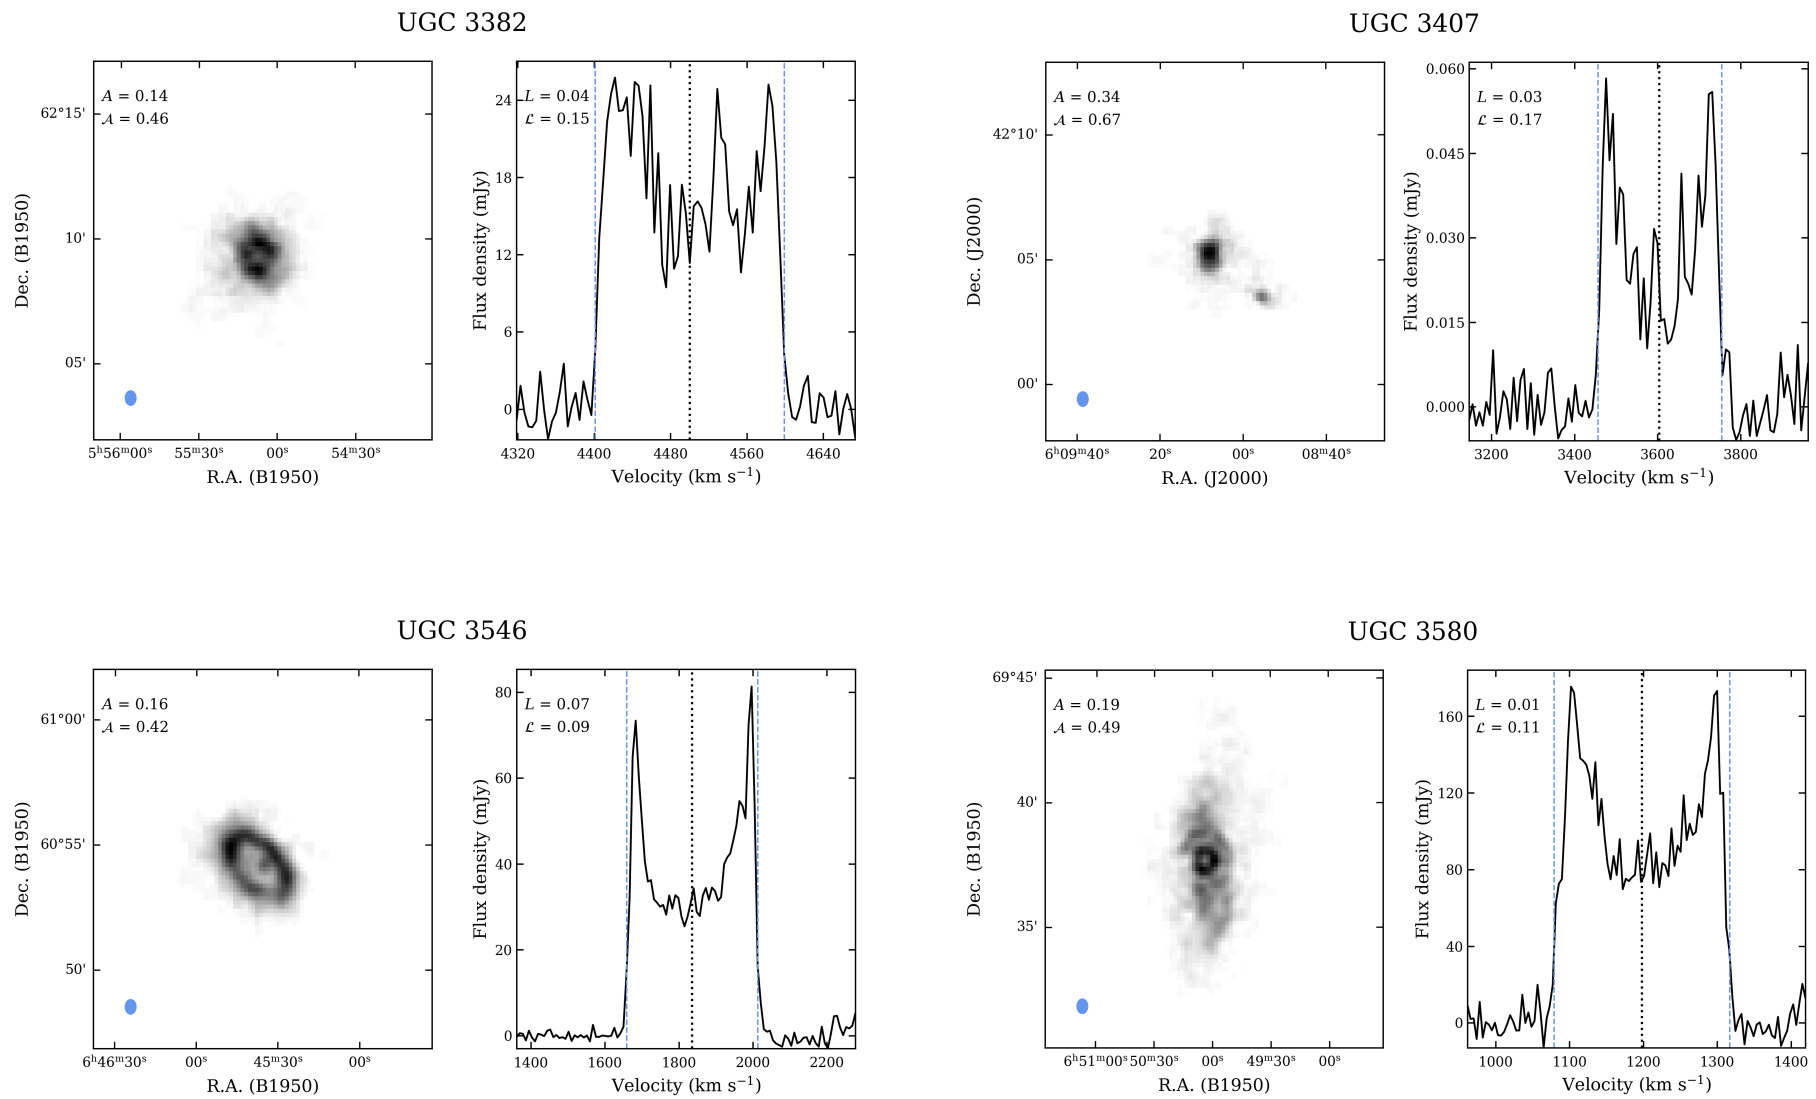 UGC 3382
A = 0.14
𝒜 = 0.46
62°15'
10'
05'
Dec. (B1950)
5ʰ56ᵐ00ˢ 55ᵐ30ˢ 00ˢ 54ᵐ30ˢ
R.A. (B1950)
L = 0.04
ℒ = 0.15
24
18
12
6
0
Flux density (mJy)
4320 4400 4480 4560 4640
Velocity (km s⁻¹)
UGC 3407
A = 0.34
𝒜 = 0.67
42°10'
05'
00'
Dec. (J2000)
6ʰ09ᵐ40ˢ 20ˢ 00ˢ 08ᵐ40ˢ
R.A. (J2000)
L = 0.03
ℒ = 0.17
0.060
0.045
0.030
0.015
0.000
Flux density (mJy)
3200 3400 3600 3800
Velocity (km s⁻¹)
UGC 3546
A = 0.16
𝒜 = 0.42
61°00'
60°55'
50'
Dec. (B1950)
6ʰ46ᵐ30ˢ 00ˢ 45ᵐ30ˢ 00ˢ
R.A. (B1950)
L = 0.07
ℒ = 0.09
80
60
40
20
0
Flux density (mJy)
1400 1600 1800 2000 2200
Velocity (km s⁻¹)
UGC 3580
A = 0.19
𝒜 = 0.49
69°45'
40'
35'
Dec. (B1950)
6ʰ51ᵐ00ˢ 50ᵐ30ˢ 00ˢ 49ᵐ30ˢ 00ˢ
R.A. (B1950)
L = 0.01
ℒ = 0.11
160
120
80
40
0
Flux density (mJy)
1000 1100 1200 1300 1400
Velocity (km s⁻¹)